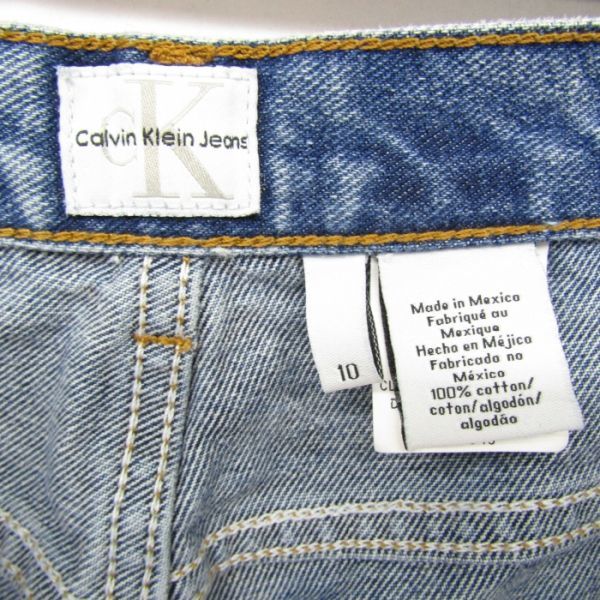 CK
Calvin Klein Jeans
10
Made in Mexico
Fabriqué au
Mexique
Hecho en Méjico
Fabricado no
México
100% cotton/
coton/algodón/
algodão